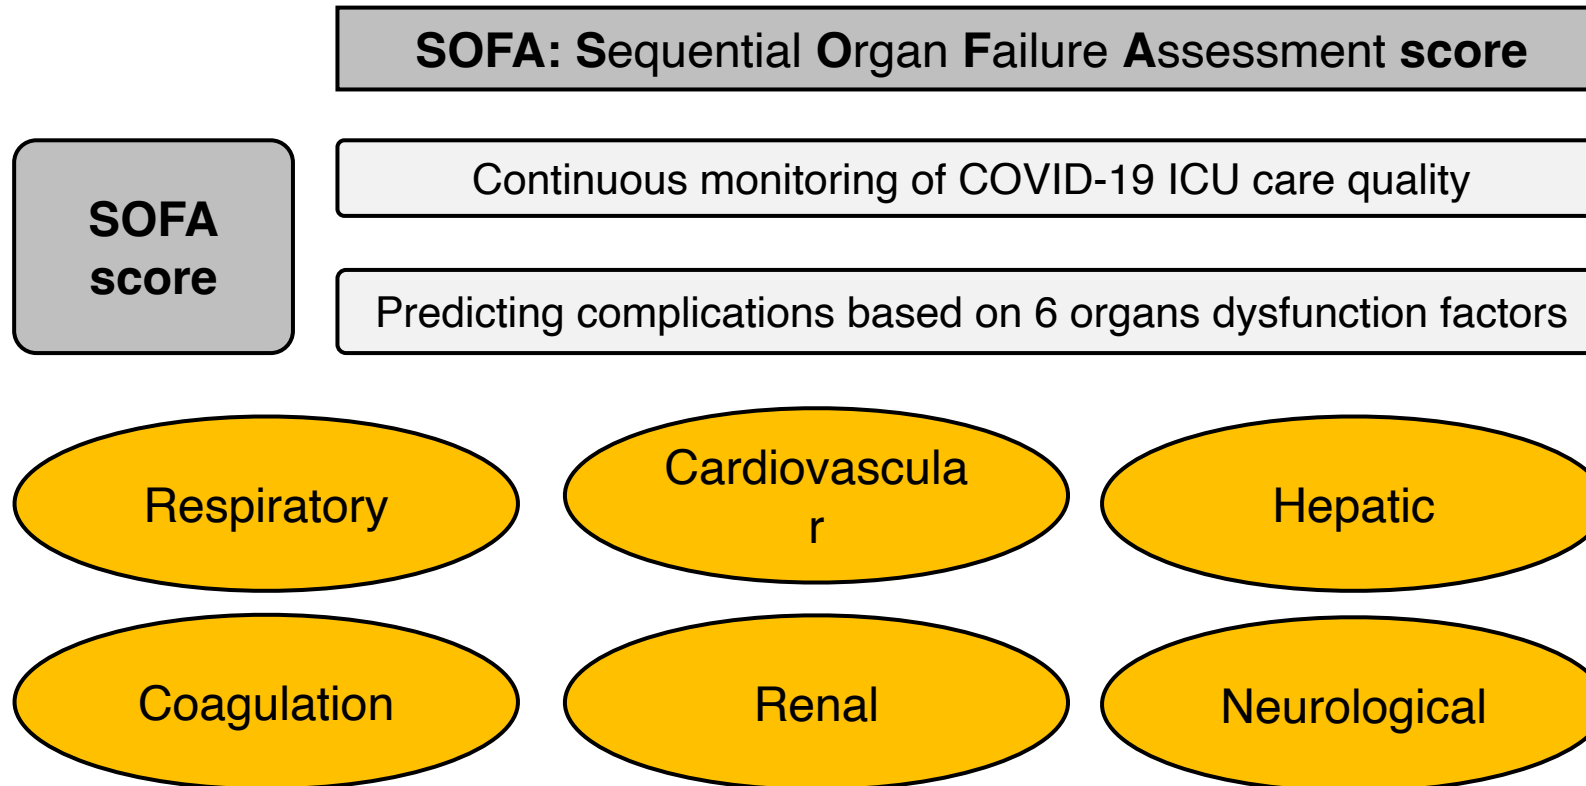 SOFA: Sequential Organ Failure Assessment score
SOFA
score
Continuous monitoring of COVID-19 ICU care quality
Predicting complications based on 6 organs dysfunction factors
Respiratory
Cardiovascula
r
Hepatic
Coagulation
Renal
Neurological